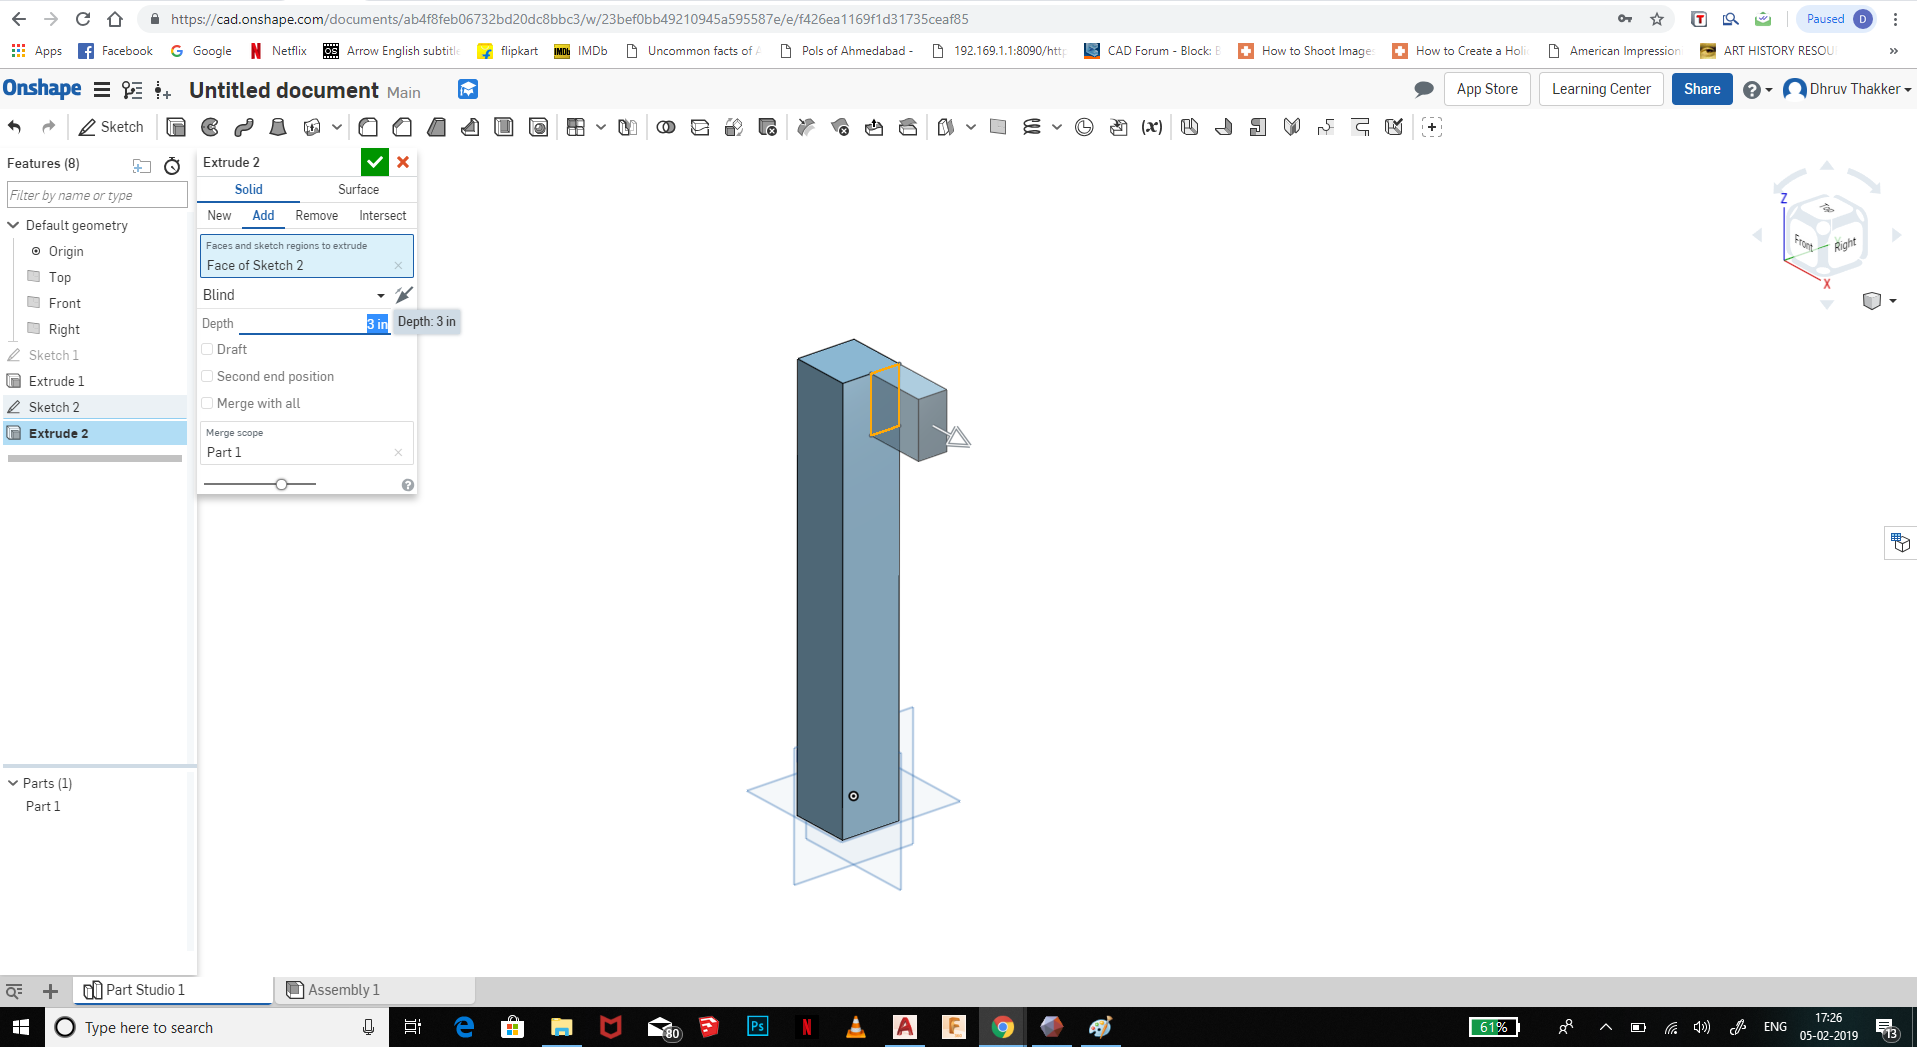 https://cad.onshape.com/documents/ab4f8feb06732bd20dc8bbc3/w/23bef0bb49210945a595587e/e/f426ea1169f1d31735ceaf85
T
Paused D
Apps Facebook Google Netflix Arrow English subtitle flipkart IMDb Uncommon facts of A Pols of Ahmedabad - 192.169.1.1:8090/http CAD Forum - Block: B How to Shoot Images How to Create a Holi American Impression ART HISTORY RESOU »
Onshape Untitled document Main App Store Learning Center Share Dhruv Thakker
Sketch (x)
Features (8)
Filter by name or type
Default geometry
Origin
Top
Front
Right
Sketch 1
Extrude 1
Sketch 2
Extrude 2
Extrude 2
Solid Surface
New Add Remove Intersect
Faces and sketch regions to extrude
Face of Sketch 2
Blind
Depth 3 in Depth: 3 in
Draft
Second end position
Merge with all
Merge scope
Part 1
Z
Top
Front Right
X
Parts (1)
Part 1
Part Studio 1 Assembly 1
Type here to search 80 Ps N A F 61% ENG 17:26
05-02-2019 13